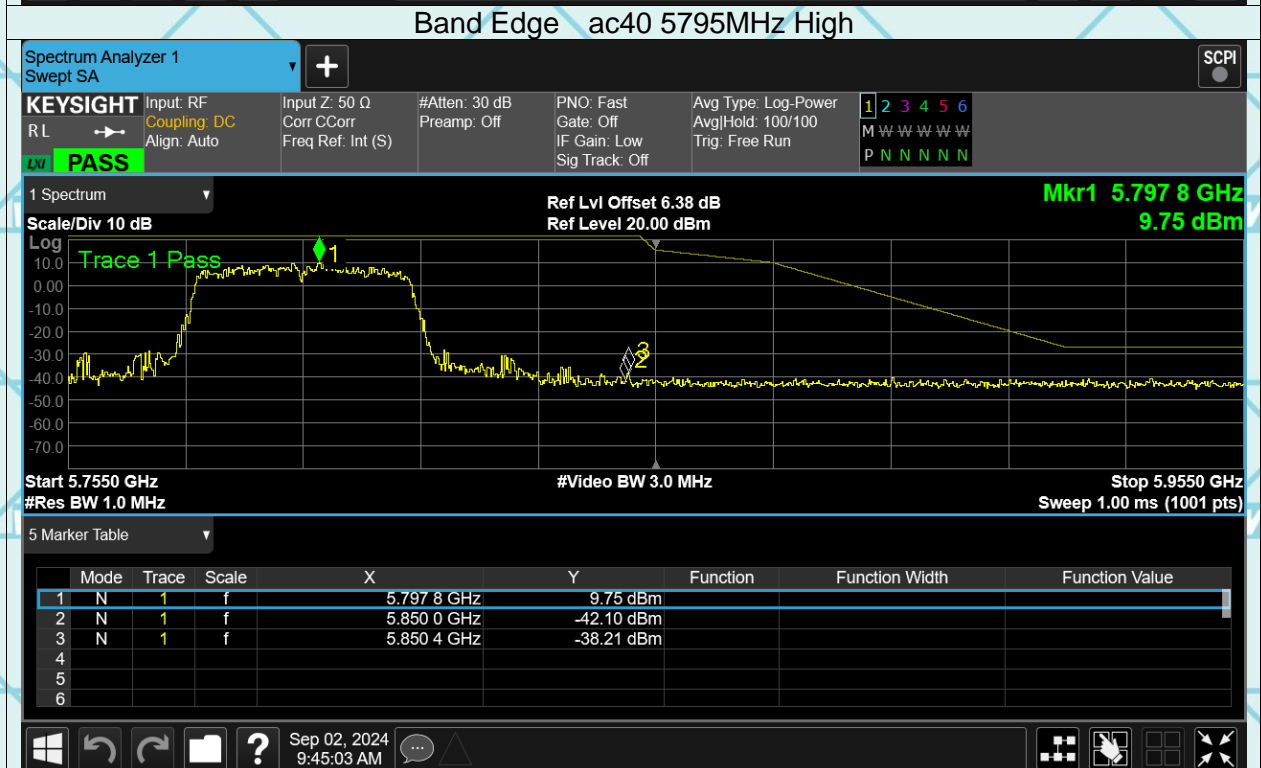 Band Edge ac40 5795MHz High
Spectrum Analyzer 1
Swept SA
SCPI
KEYSIGHT
R L
LXI PASS
Input: RF
Coupling: DC
Align: Auto
Input Z: 50 Ω
Corr CCorr
Freq Ref: Int (S)
#Atten: 30 dB
Preamp: Off
PNO: Fast
Gate: Off
IF Gain: Low
Sig Track: Off
Avg Type: Log-Power
Avg|Hold: 100/100
Trig: Free Run
1 2 3 4 5 6
M W W W W W
P N N N N N
1 Spectrum
Scale/Div 10 dB
Ref Lvl Offset 6.38 dB
Ref Level 20.00 dBm
Mkr1 5.797 8 GHz
9.75 dBm
Log
Trace 1 Pass
10.0
0.00
-10.0
-20.0
-30.0
-40.0
-50.0
-60.0
-70.0
1
3
2
Start 5.7550 GHz
#Video BW 3.0 MHz
Stop 5.9550 GHz
#Res BW 1.0 MHz
Sweep 1.00 ms (1001 pts)
5 Marker Table
Mode Trace Scale X Y Function Function Width Function Value
1 N 1 f 5.797 8 GHz 9.75 dBm
2 N 1 f 5.850 0 GHz -42.10 dBm
3 N 1 f 5.850 4 GHz -38.21 dBm
4
5
6
?
Sep 02, 2024
9:45:03 AM